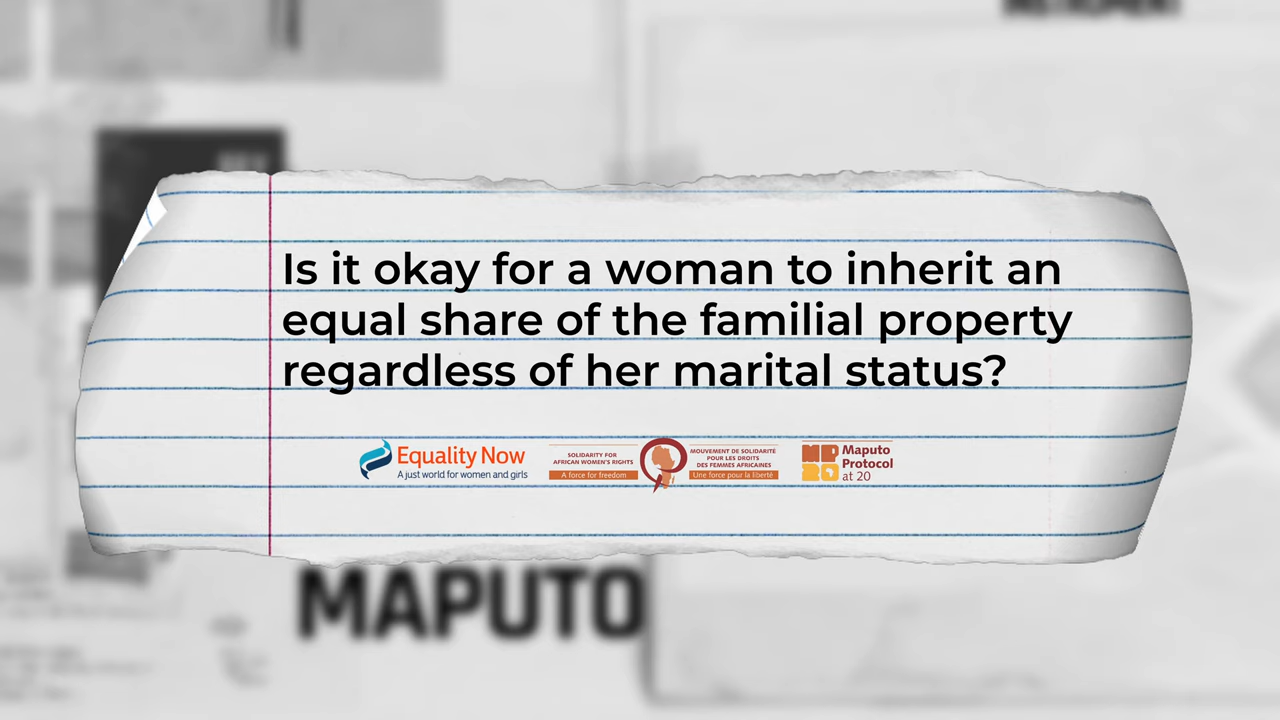 Is it okay for a woman to inherit an
equal share of the familial property
regardless of her marital status?
Equality Now
A just world for women and girls
SOLIDARITY FOR
AFRICAN WOMEN'S RIGHTS
A force for freedom
MOUVEMENT DE SOLIDARITÉ
POUR LES DROITS
DES FEMMES AFRICAINES
Une force pour la liberté
Maputo
Protocol
at 20
MAPUTO